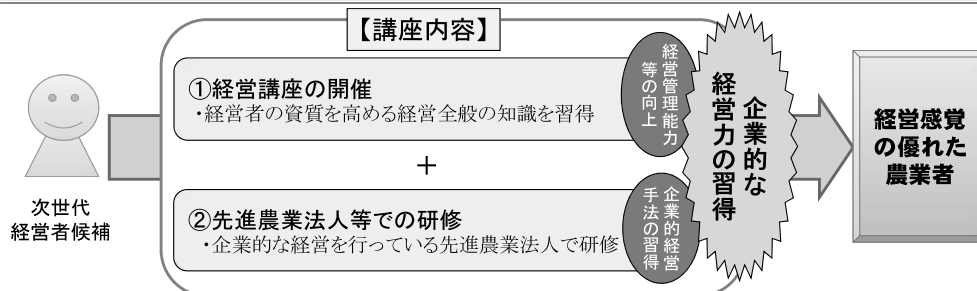 【講座内容】
次世代
経営者候補
①経営講座の開催
・経営者の資質を高める経営全般の知識を習得
経営管理能力
等の向上
+
②先進農業法人等での研修
・企業的な経営を行っている先進農業法人で研修
企業的経営
手法の習得
企業的な
経営力の習得
経営感覚
の優れた
農業者